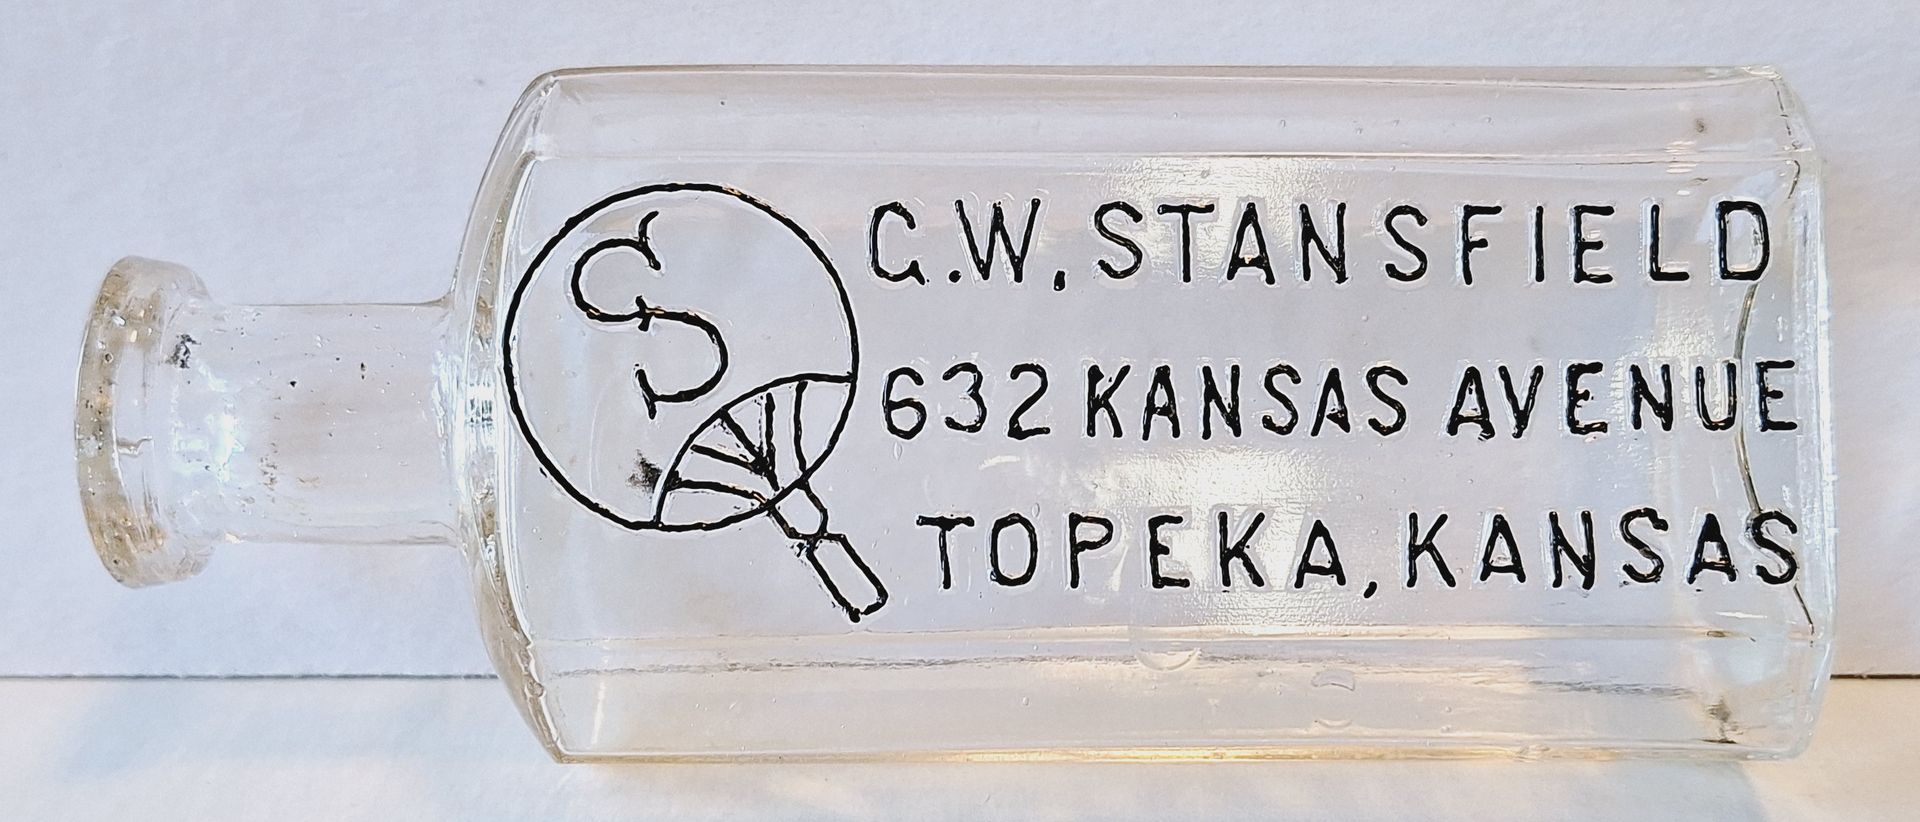 S
G.W. STANSFIELD
632 KANSAS AVENUE
TOPEKA, KANSAS